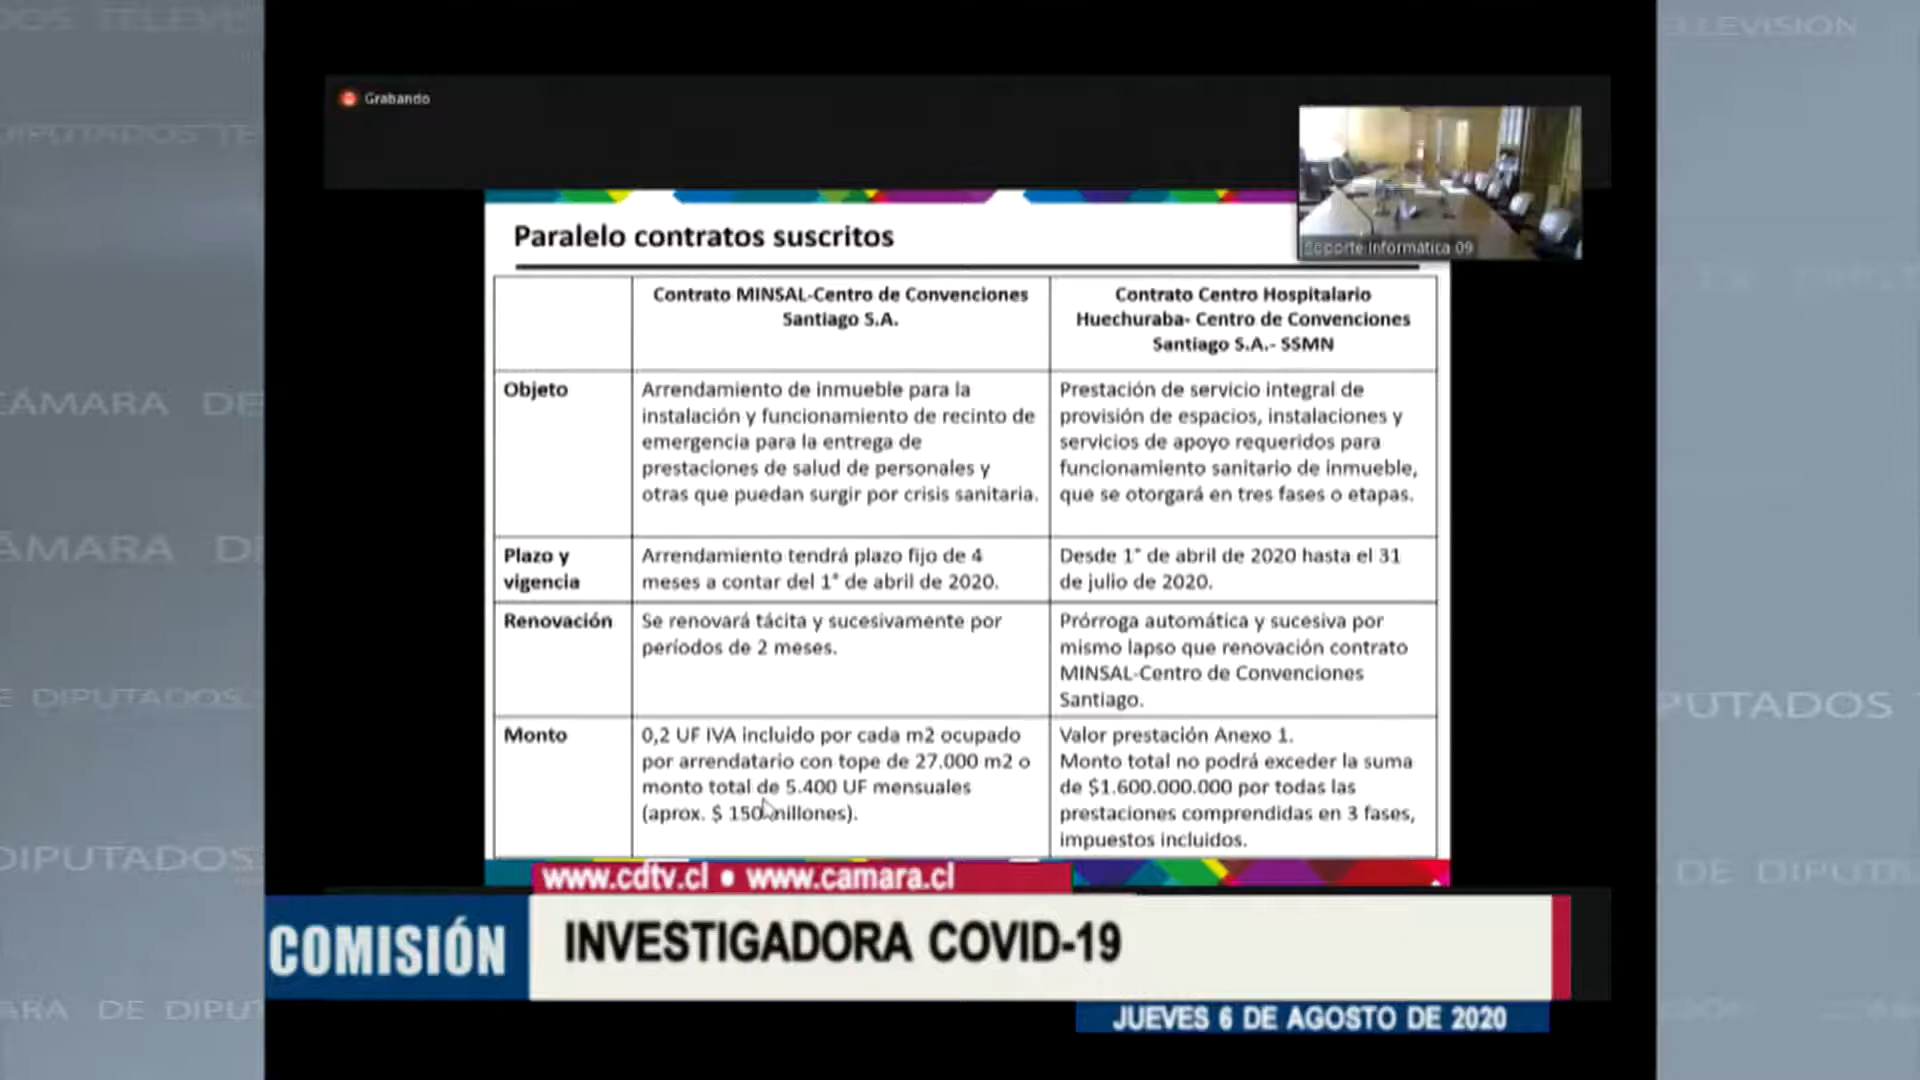 Grabando
Soporte Informática 09
Paralelo contratos suscritos
Contrato MINSAL-Centro de Convenciones
Santiago S.A.
Contrato Centro Hospitalario
Huechuraba- Centro de Convenciones
Santiago S.A.- SSMN
Objeto
Arrendamiento de inmueble para la
instalación y funcionamiento de recinto de
emergencia para la entrega de
prestaciones de salud de personales y
otras que puedan surgir por crisis sanitaria.
Prestación de servicio integral de
provisión de espacios, instalaciones y
servicios de apoyo requeridos para
funcionamiento sanitario de inmueble,
que se otorgará en tres fases o etapas.
Plazo y
vigencia
Arrendamiento tendrá plazo fijo de 4
meses a contar del 1° de abril de 2020.
Desde 1° de abril de 2020 hasta el 31
de julio de 2020.
Renovación
Se renovará tácita y sucesivamente por
períodos de 2 meses.
Prórroga automática y sucesiva por
mismo lapso que renovación contrato
MINSAL-Centro de Convenciones
Santiago.
Monto
0,2 UF IVA incluido por cada m2 ocupado
por arrendatario con tope de 27.000 m2 o
monto total de 5.400 UF mensuales
(aprox. $ 150 millones).
Valor prestación Anexo 1.
Monto total no podrá exceder la suma
de $1.600.000.000 por todas las
prestaciones comprendidas en 3 fases,
impuestos incluidos.
www.cdtv.cl • www.camara.cl
COMISIÓN
INVESTIGADORA COVID-19
JUEVES 6 DE AGOSTO DE 2020
CÁMARA DE
DE DIPUTADOS
DIPUTADOS